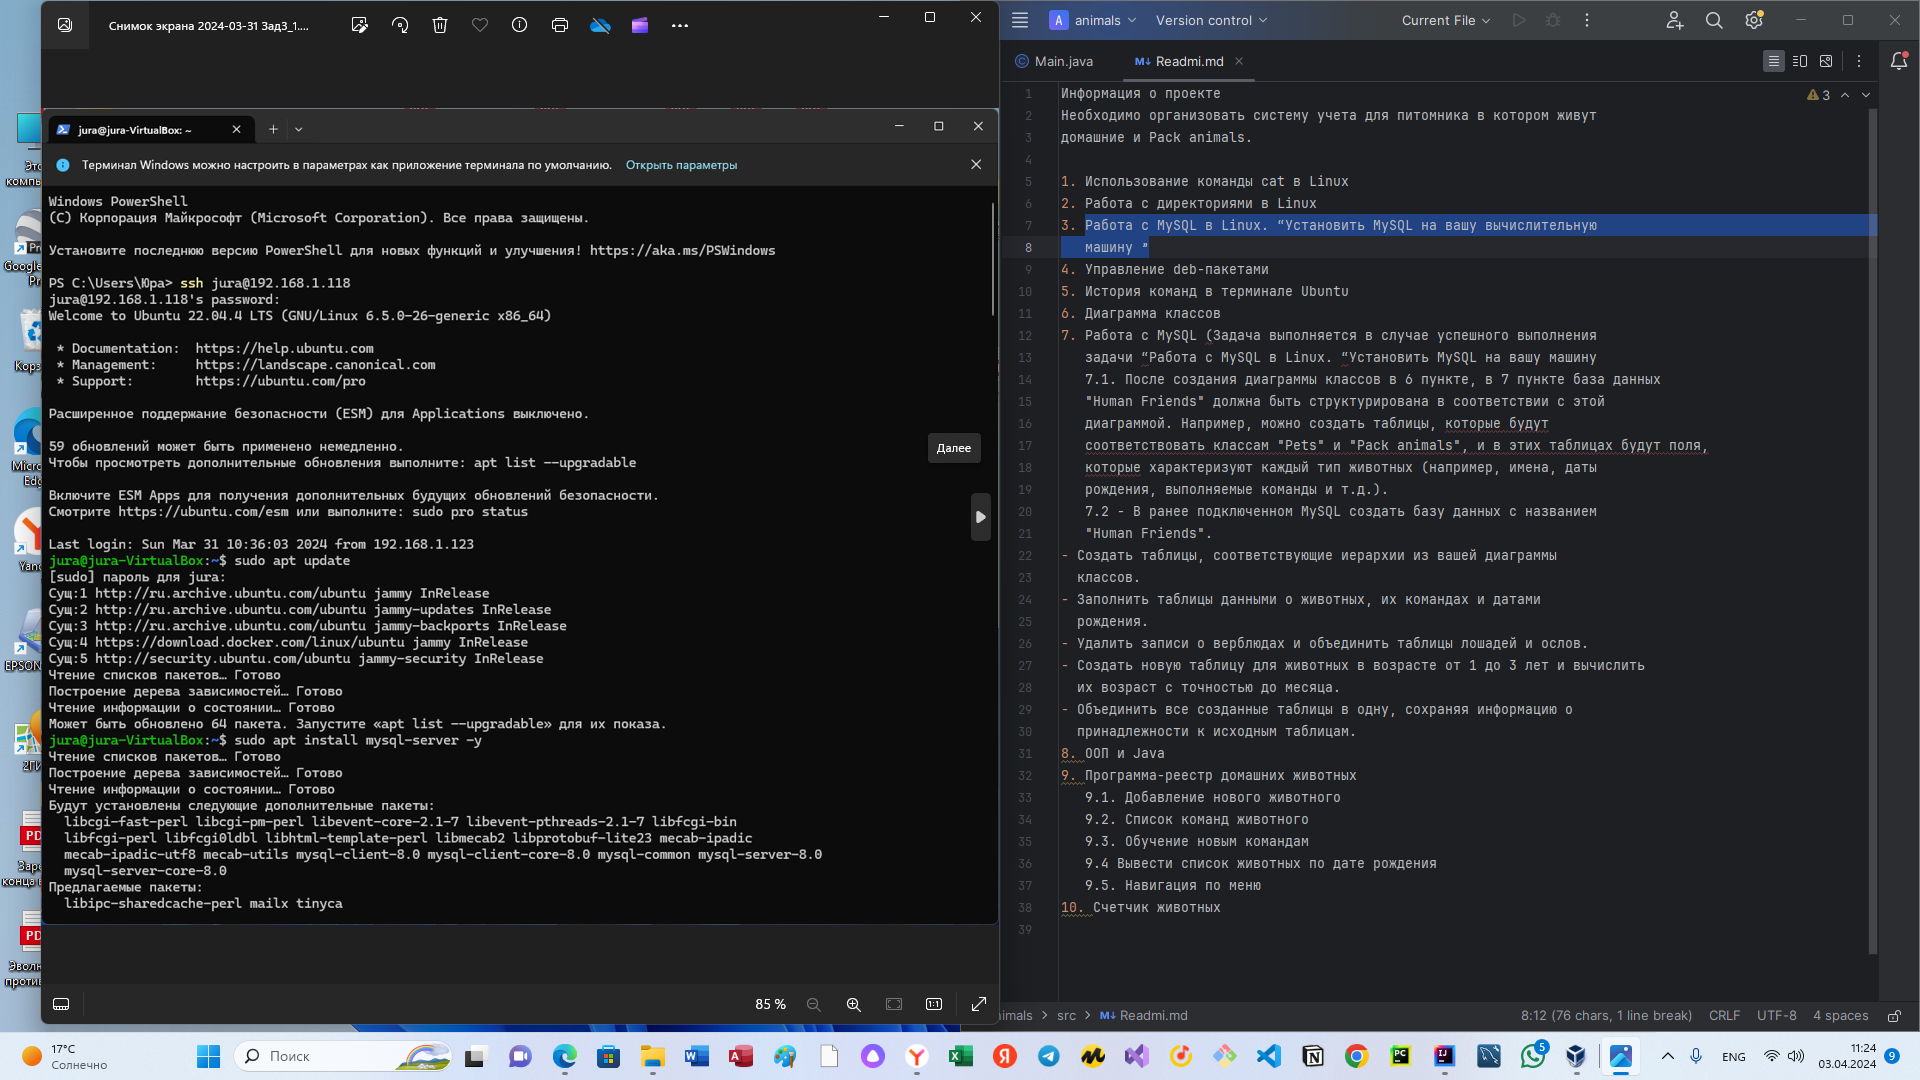 Снимок экрана 2024-03-31 Зад3_1....
jura@jura-VirtualBox: ~
Терминал Windows можно настроить в параметрах как приложение терминала по умолчанию. Открыть параметры
Windows PowerShell
(C) Корпорация Майкрософт (Microsoft Corporation). Все права защищены.
Установите последнюю версию PowerShell для новых функций и улучшения! https://aka.ms/PSWindows
PS C:\Users\Юра> ssh jura@192.168.1.118
jura@192.168.1.118's password:
Welcome to Ubuntu 22.04.4 LTS (GNU/Linux 6.5.0-26-generic x86_64)
* Documentation: https://help.ubuntu.com
* Management: https://landscape.canonical.com
* Support: https://ubuntu.com/pro
Расширенное поддержание безопасности (ESM) для Applications выключено.
59 обновлений может быть применено немедленно.
Чтобы просмотреть дополнительные обновления выполните: apt list --upgradable
Включите ESM Apps для получения дополнительных будущих обновлений безопасности.
Смотрите https://ubuntu.com/esm или выполните: sudo pro status
Last login: Sun Mar 31 10:36:03 2024 from 192.168.1.123
jura@jura-VirtualBox:~$ sudo apt update
[sudo] пароль для jura:
Сущ:1 http://ru.archive.ubuntu.com/ubuntu jammy InRelease
Сущ:2 http://ru.archive.ubuntu.com/ubuntu jammy-updates InRelease
Сущ:3 http://ru.archive.ubuntu.com/ubuntu jammy-backports InRelease
Сущ:4 https://download.docker.com/linux/ubuntu jammy InRelease
Сущ:5 http://security.ubuntu.com/ubuntu jammy-security InRelease
Чтение списков пакетов… Готово
Построение дерева зависимостей… Готово
Чтение информации о состоянии… Готово
Может быть обновлено 64 пакета. Запустите «apt list --upgradable» для их показа.
jura@jura-VirtualBox:~$ sudo apt install mysql-server -y
Чтение списков пакетов… Готово
Построение дерева зависимостей… Готово
Чтение информации о состоянии… Готово
Будут установлены следующие дополнительные пакеты:
libcgi-fast-perl libcgi-pm-perl libevent-core-2.1-7 libevent-pthreads-2.1-7 libfcgi-bin
libfcgi-perl libfcgi0ldbl libhtml-template-perl libmecab2 libprotobuf-lite23 mecab-ipadic
mecab-ipadic-utf8 mecab-utils mysql-client-8.0 mysql-client-core-8.0 mysql-common mysql-server-8.0
mysql-server-core-8.0
Предлагаемые пакеты:
libipc-sharedcache-perl mailx tinyca
Далее
85 %
1:1
A animals Version control Current File
Main.java
M↓ Readmi.md
3
1 Информация о проекте
2 Необходимо организовать систему учета для питомника в котором живут
3 домашние и Pack animals.
4
5 1. Использование команды cat в Linux
6 2. Работа с директориями в Linux
7 3. Работа с MySQL в Linux. “Установить MySQL на вашу вычислительную
8 машину ”
9 4. Управление deb-пакетами
10 5. История команд в терминале Ubuntu
11 6. Диаграмма классов
12 7. Работа с MySQL (Задача выполняется в случае успешного выполнения
13 задачи “Работа с MySQL в Linux. “Установить MySQL на вашу машину
14 7.1. После создания диаграммы классов в 6 пункте, в 7 пункте база данных
15 "Human Friends" должна быть структурирована в соответствии с этой
16 диаграммой. Например, можно создать таблицы, которые будут
17 соответствовать классам "Pets" и "Pack animals", и в этих таблицах будут поля,
18 которые характеризуют каждый тип животных (например, имена, даты
19 рождения, выполняемые команды и т.д.).
20 7.2 - В ранее подключенном MySQL создать базу данных с названием
21 "Human Friends".
22 - Создать таблицы, соответствующие иерархии из вашей диаграммы
23 классов.
24 - Заполнить таблицы данными о животных, их командах и датами
25 рождения.
26 - Удалить записи о верблюдах и объединить таблицы лошадей и ослов.
27 - Создать новую таблицу для животных в возрасте от 1 до 3 лет и вычислить
28 их возраст с точностью до месяца.
29 - Объединить все созданные таблицы в одну, сохраняя информацию о
30 принадлежности к исходным таблицам.
31 8. ООП и Java
32 9. Программа-реестр домашних животных
33 9.1. Добавление нового животного
34 9.2. Список команд животного
35 9.3. Обучение новым командам
36 9.4 Вывести список животных по дате рождения
37 9.5. Навигация по меню
38 10. Счетчик животных
39
nimals > src > M↓ Readmi.md 8:12 (76 chars, 1 line break) CRLF UTF-8 4 spaces
17°C
Солнечно
Поиск
5
ENG
11:24
03.04.2024
9